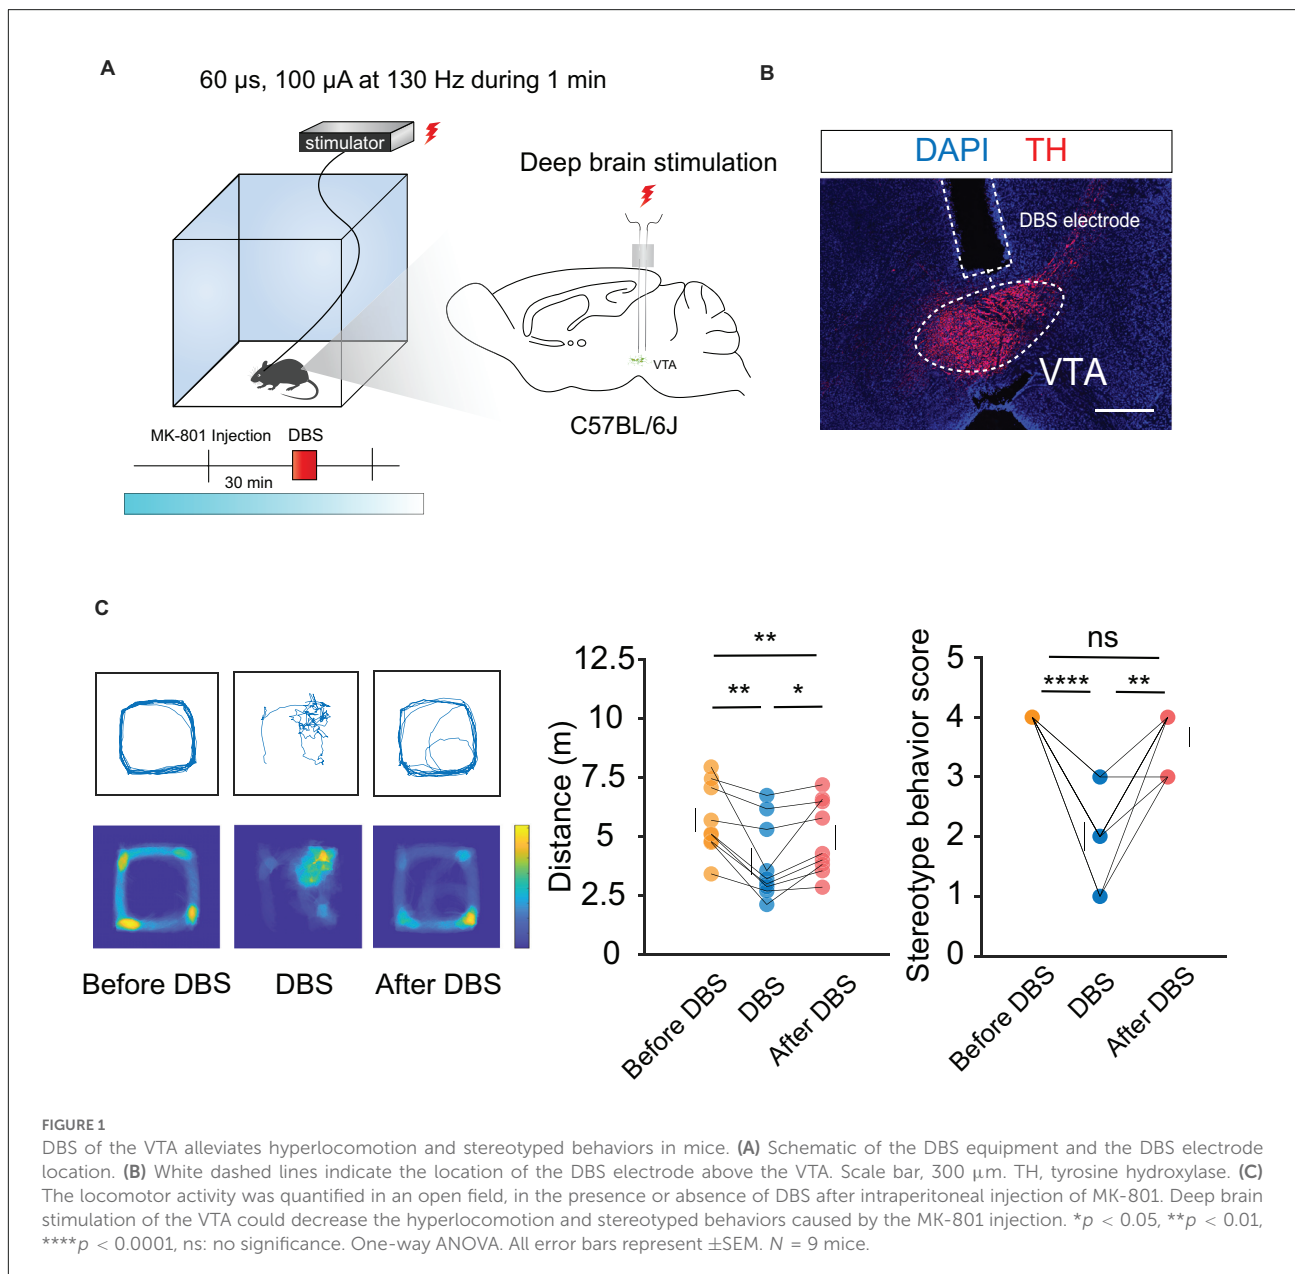 A
60 µs, 100 µA at 130 Hz during 1 min
stimulator
Deep brain stimulation
VTA
C57BL/6J
MK-801 Injection
DBS
30 min
B
DAPI TH
DBS electrode
VTA
C
Before DBS
DBS
After DBS
Distance (m)
12.5
10
7.5
5
2.5
0
**
**
*
Before DBS
DBS
After DBS
Stereotype behavior score
5
4
3
2
1
0
ns
****
**
Before DBS
DBS
After DBS
FIGURE 1
DBS of the VTA alleviates hyperlocomotion and stereotyped behaviors in mice. (A) Schematic of the DBS equipment and the DBS electrode
location. (B) White dashed lines indicate the location of the DBS electrode above the VTA. Scale bar, 300 µm. TH, tyrosine hydroxylase. (C)
The locomotor activity was quantified in an open field, in the presence or absence of DBS after intraperitoneal injection of MK-801. Deep brain
stimulation of the VTA could decrease the hyperlocomotion and stereotyped behaviors caused by the MK-801 injection. *p < 0.05, **p < 0.01,
****p < 0.0001, ns: no significance. One-way ANOVA. All error bars represent ±SEM. N = 9 mice.